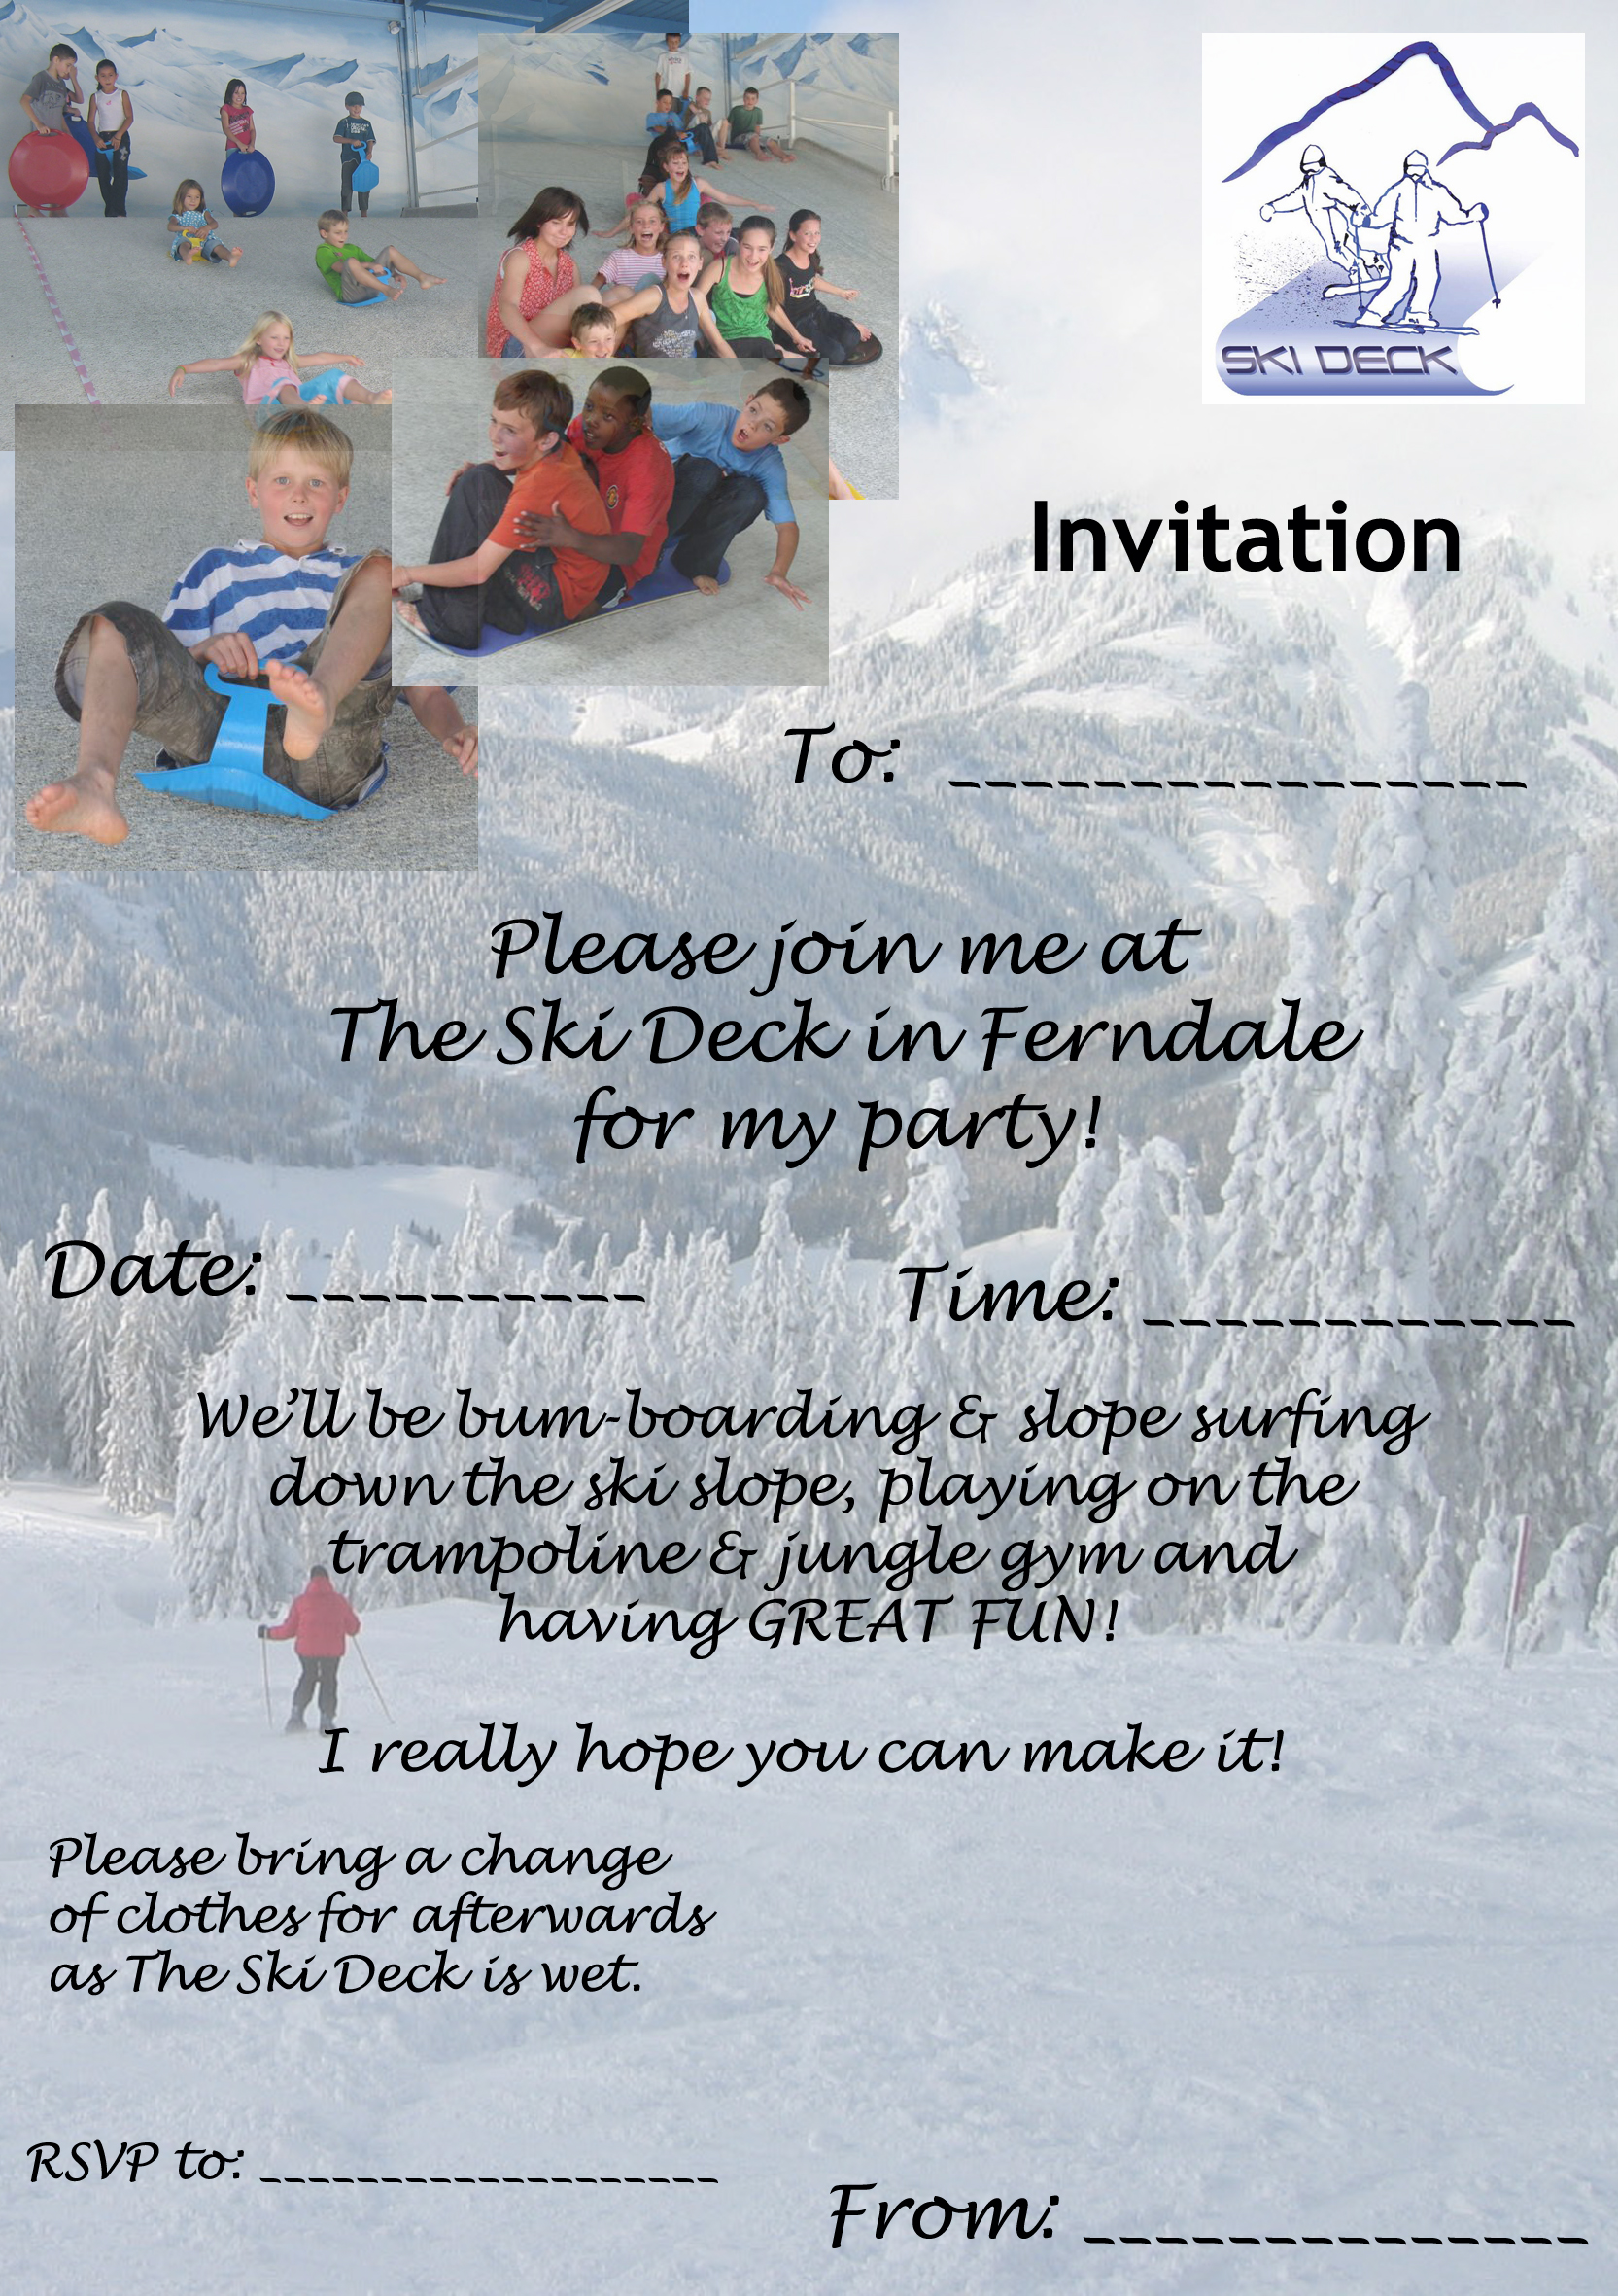 SKI DECK
Invitation
To: ________________
Please join me at
The Ski Deck in Ferndale
for my party!
Date: __________
Time: ____________
We'll be bum-boarding & slope surfing
down the ski slope, playing on the
trampoline & jungle gym and
having GREAT FUN!
I really hope you can make it!
Please bring a change
of clothes for afterwards
as The Ski Deck is wet.
RSVP to: ___________________
From: ______________